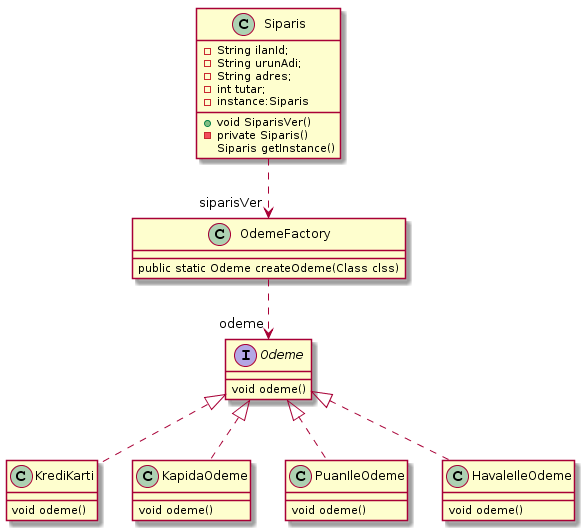 C Siparis
String ilanId;
String urunAdi;
String adres;
int tutar;
instance:Siparis
void SiparisVer()
private Siparis()
Siparis getInstance()
siparisVer
C OdemeFactory
public static Odeme createOdeme(Class clss)
odeme
I Odeme
void odeme()
C KrediKarti
void odeme()
C KapidaOdeme
void odeme()
C PuanIleOdeme
void odeme()
C HavaleIleOdeme
void odeme()